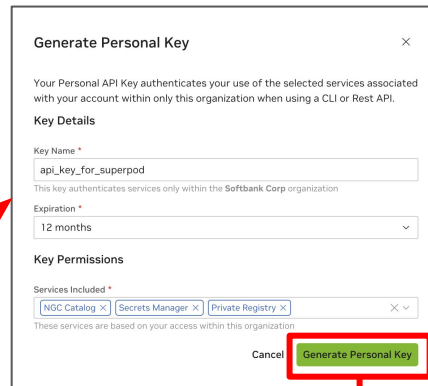 Generate Personal Key
Your Personal API Key authenticates your use of the selected services associated
with your account within only this organization when using a CLI or Rest API.
Key Details
Key Name *
api_key_for_superpod
This key authenticates services only within the Softbank Corp organization
Expiration *
12 months
Key Permissions
Services Included *
NGC Catalog Secrets Manager Private Registry
These services are based on your access within this organization
Cancel Generate Personal Key